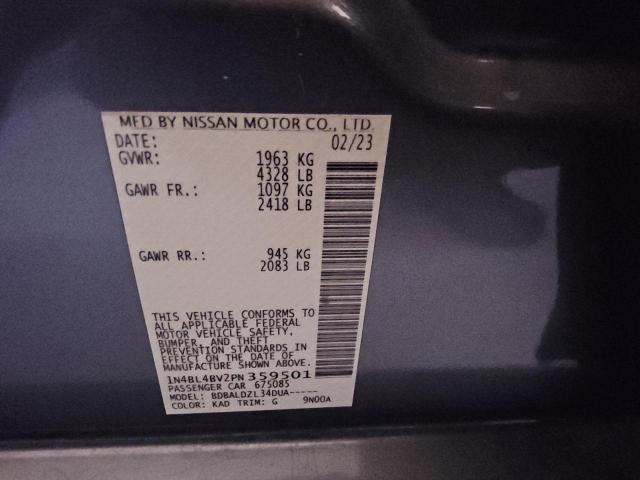 MFD BY NISSAN MOTOR CO., LTD.
DATE: 02/23
GVWR: 1963 KG
4328 LB
GAWR FR.: 1097 KG
2418 LB
GAWR RR.: 945 KG
2083 LB
THIS VEHICLE CONFORMS TO
ALL APPLICABLE FEDERAL
MOTOR VEHICLE SAFETY,
BUMPER, AND THEFT
PREVENTION STANDARDS IN
EFFECT ON THE DATE OF
MANUFACTURE SHOWN ABOVE.
1N4BL4BV2PN359501
PASSENGER CAR 675085
MODEL: BDBALDZL34DUA-----
COLOR: KAD TRIM: G 9N00A